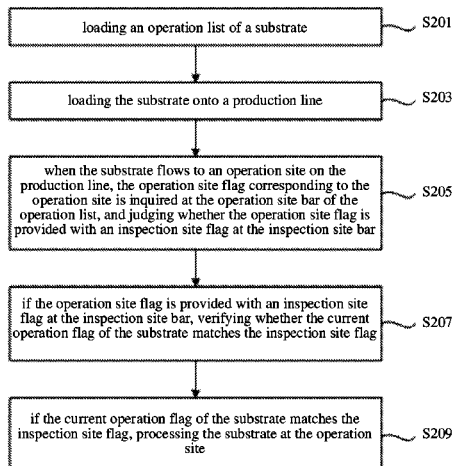 loading an operation list of a substrate
S201
loading the substrate onto a production line
S203
when the substrate flows to an operation site on the
production line, the operation site flag corresponding to
the operation site is inquired at the operation site bar of
the operation list, and judging whether the operation site flag is
provided with an inspection site flag at the inspection site bar
S205
if the operation site flag is provided with an inspection site
flag at the inspection site bar, verifying whether the current
operation flag of the substrate matches the inspection site flag
S207
if the current operation flag of the substrate matches the
inspection site flag, processing the substrate at the operation
site
S209